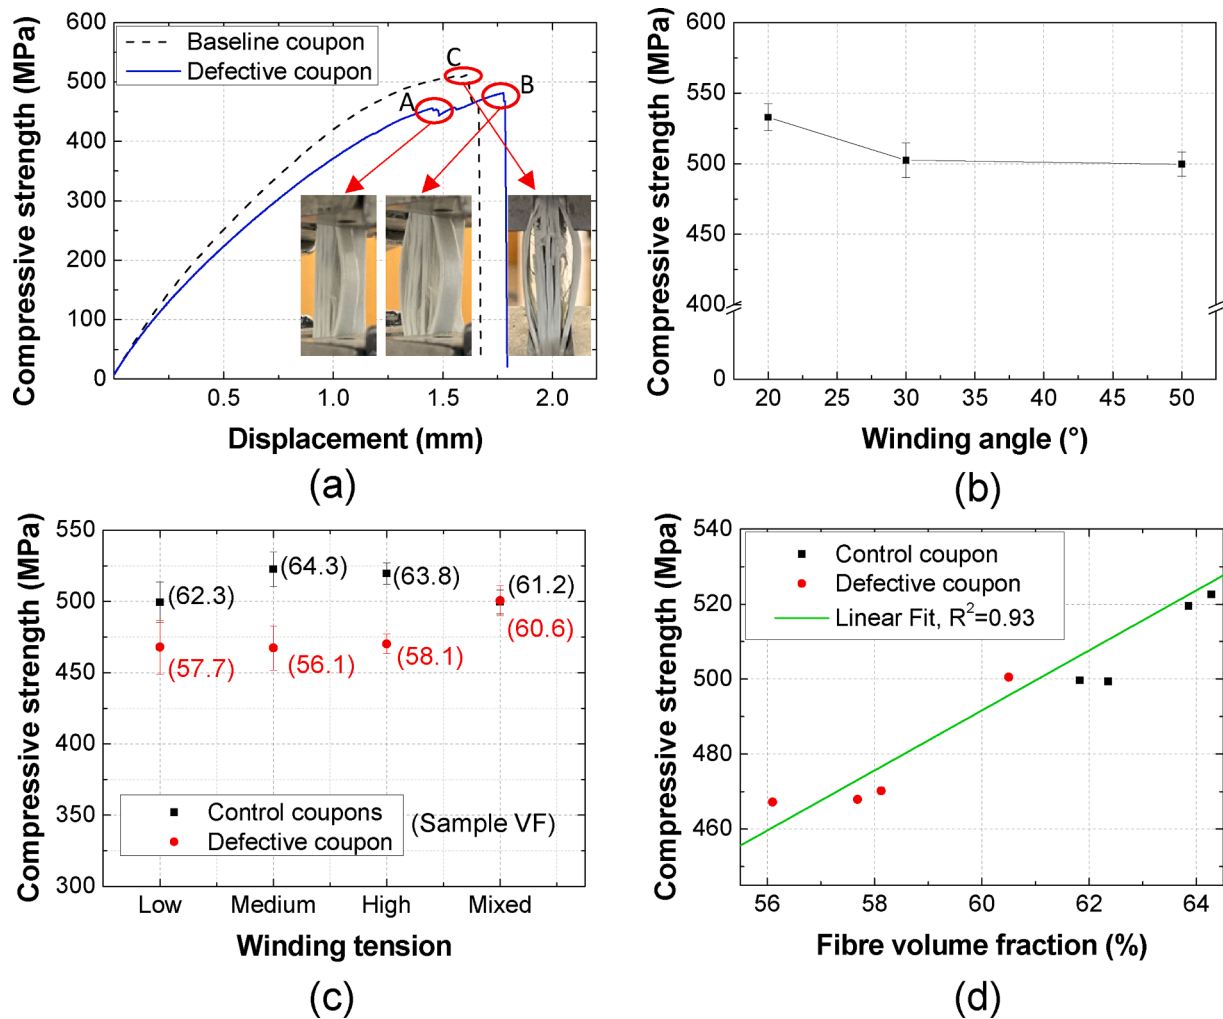 600
500
400
300
200
100
0
Compressive strength (MPa)
Baseline coupon
Defective coupon
A
B
C
0.5
1.0
1.5
2.0
Displacement (mm)
(a)
600
550
500
450
400
0
Compressive strength (MPa)
20
25
30
35
40
45
50
Winding angle (°)
(b)
550
500
450
400
350
300
Compressive strength (MPa)
(62.3)
(64.3)
(63.8)
(61.2)
(57.7)
(56.1)
(58.1)
(60.6)
Control coupons
Defective coupon
(Sample VF)
Low
Medium
High
Mixed
Winding tension
(c)
540
520
500
480
460
Compressive strength (Mpa)
Control coupon
Defective coupon
Linear Fit, R²=0.93
56
58
60
62
64
Fibre volume fraction (%)
(d)